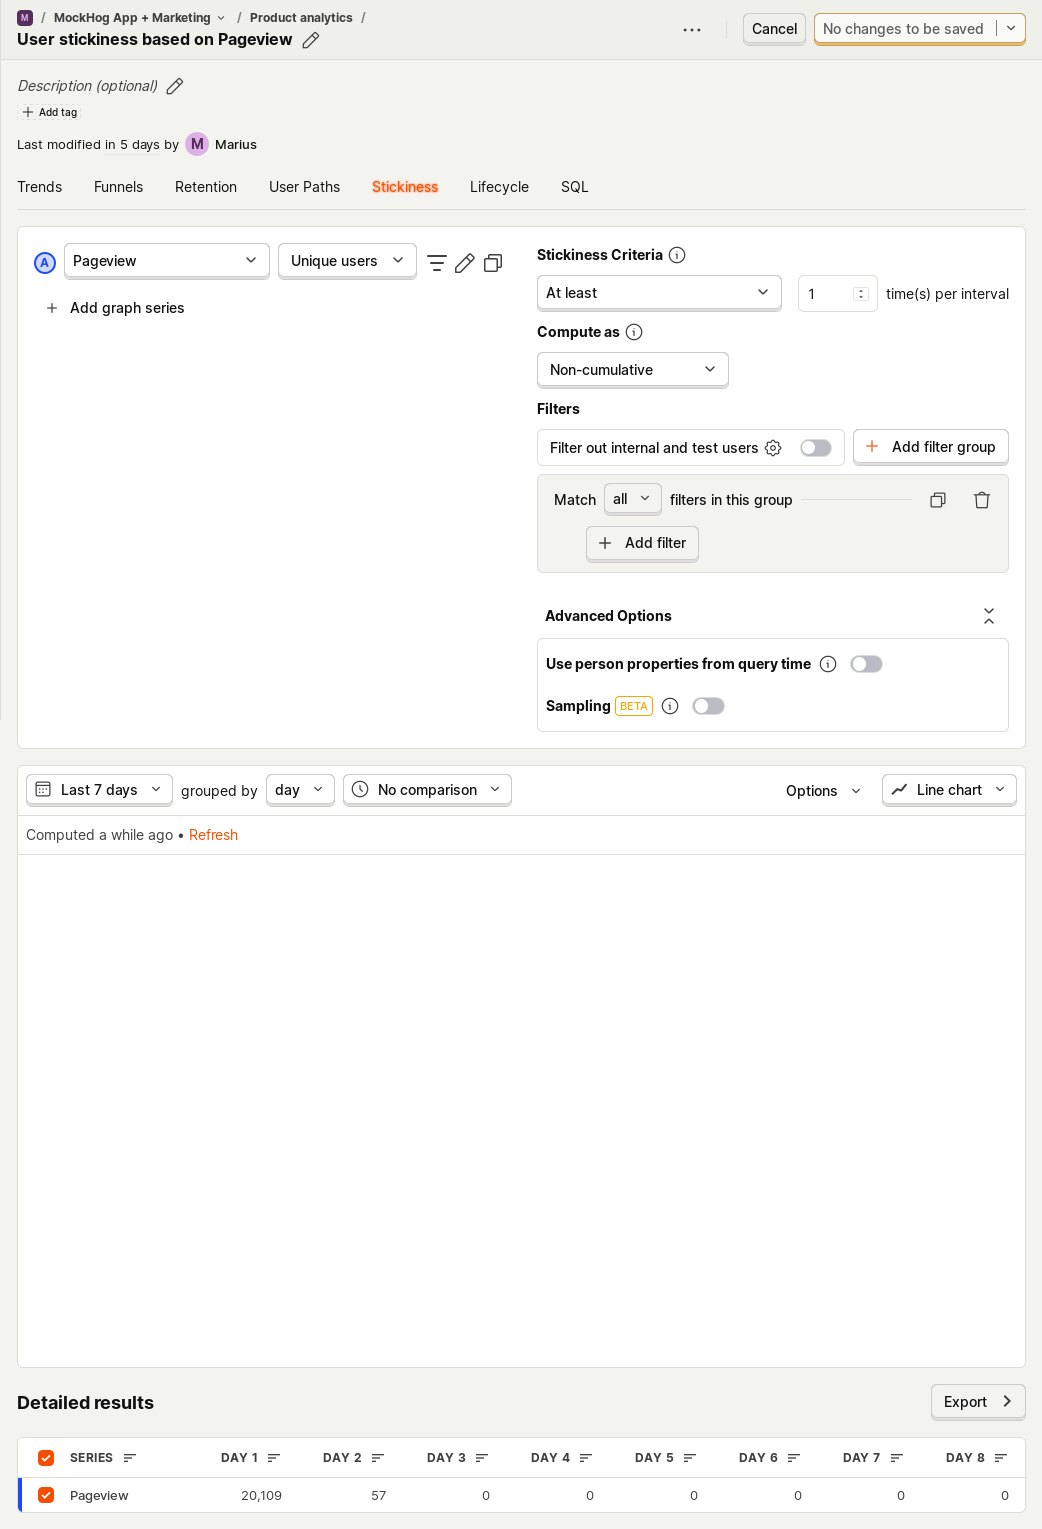 M / MockHog App + Marketing / Product analytics /
User stickiness based on Pageview
Cancel
No changes to be saved
Description (optional)
Add tag
Last modified in 5 days by M Marius
Trends Funnels Retention User Paths Stickiness Lifecycle SQL
A Pageview Unique users
Add graph series
Stickiness Criteria
At least 1 time(s) per interval
Compute as
Non-cumulative
Filters
Filter out internal and test users
Add filter group
Match all filters in this group
Add filter
Advanced Options
Use person properties from query time
Sampling BETA
Last 7 days grouped by day No comparison Options Line chart
Computed a while ago • Refresh
Detailed results
Export
SERIES DAY 1 DAY 2 DAY 3 DAY 4 DAY 5 DAY 6 DAY 7 DAY 8
Pageview 20,109 57 0 0 0 0 0 0